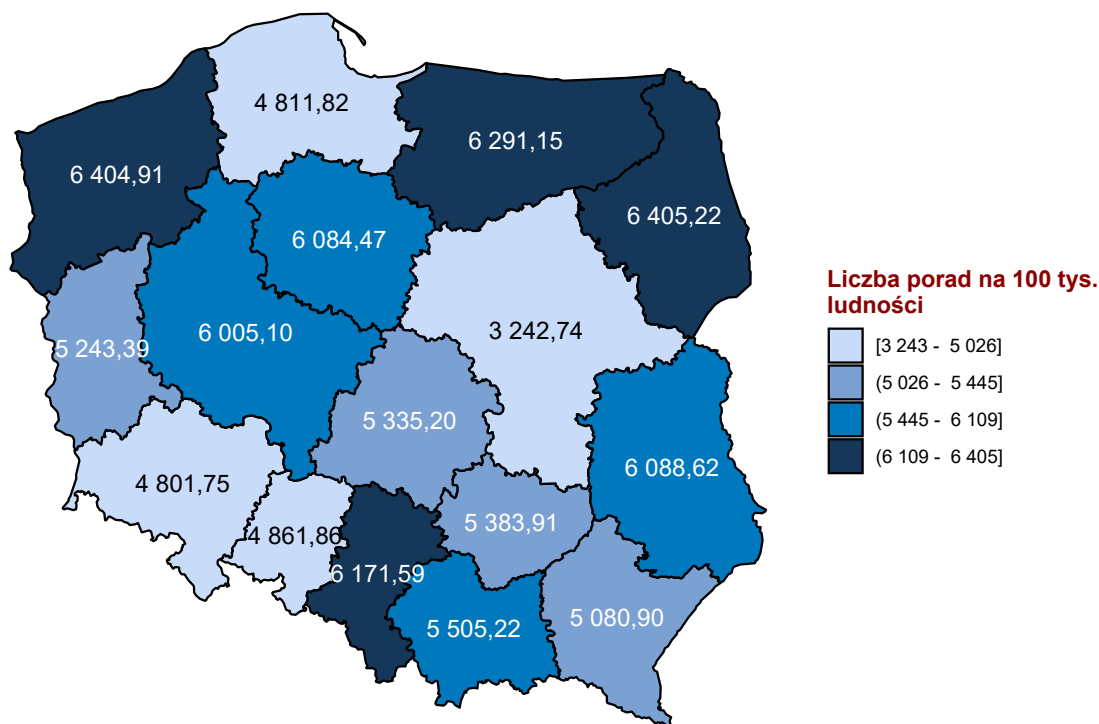 4 811,82
6 291,15
6 404,91
6 405,22
6 084,47
3 242,74
6 005,10
5 243,39
5 335,20
6 088,62
4 801,75
5 383,91
4 861,86
6 171,59
5 080,90
5 505,22
Liczba porad na 100 tys.
ludności
[3 243 - 5 026]
(5 026 - 5 445]
(5 445 - 6 109]
(6 109 - 6 405]